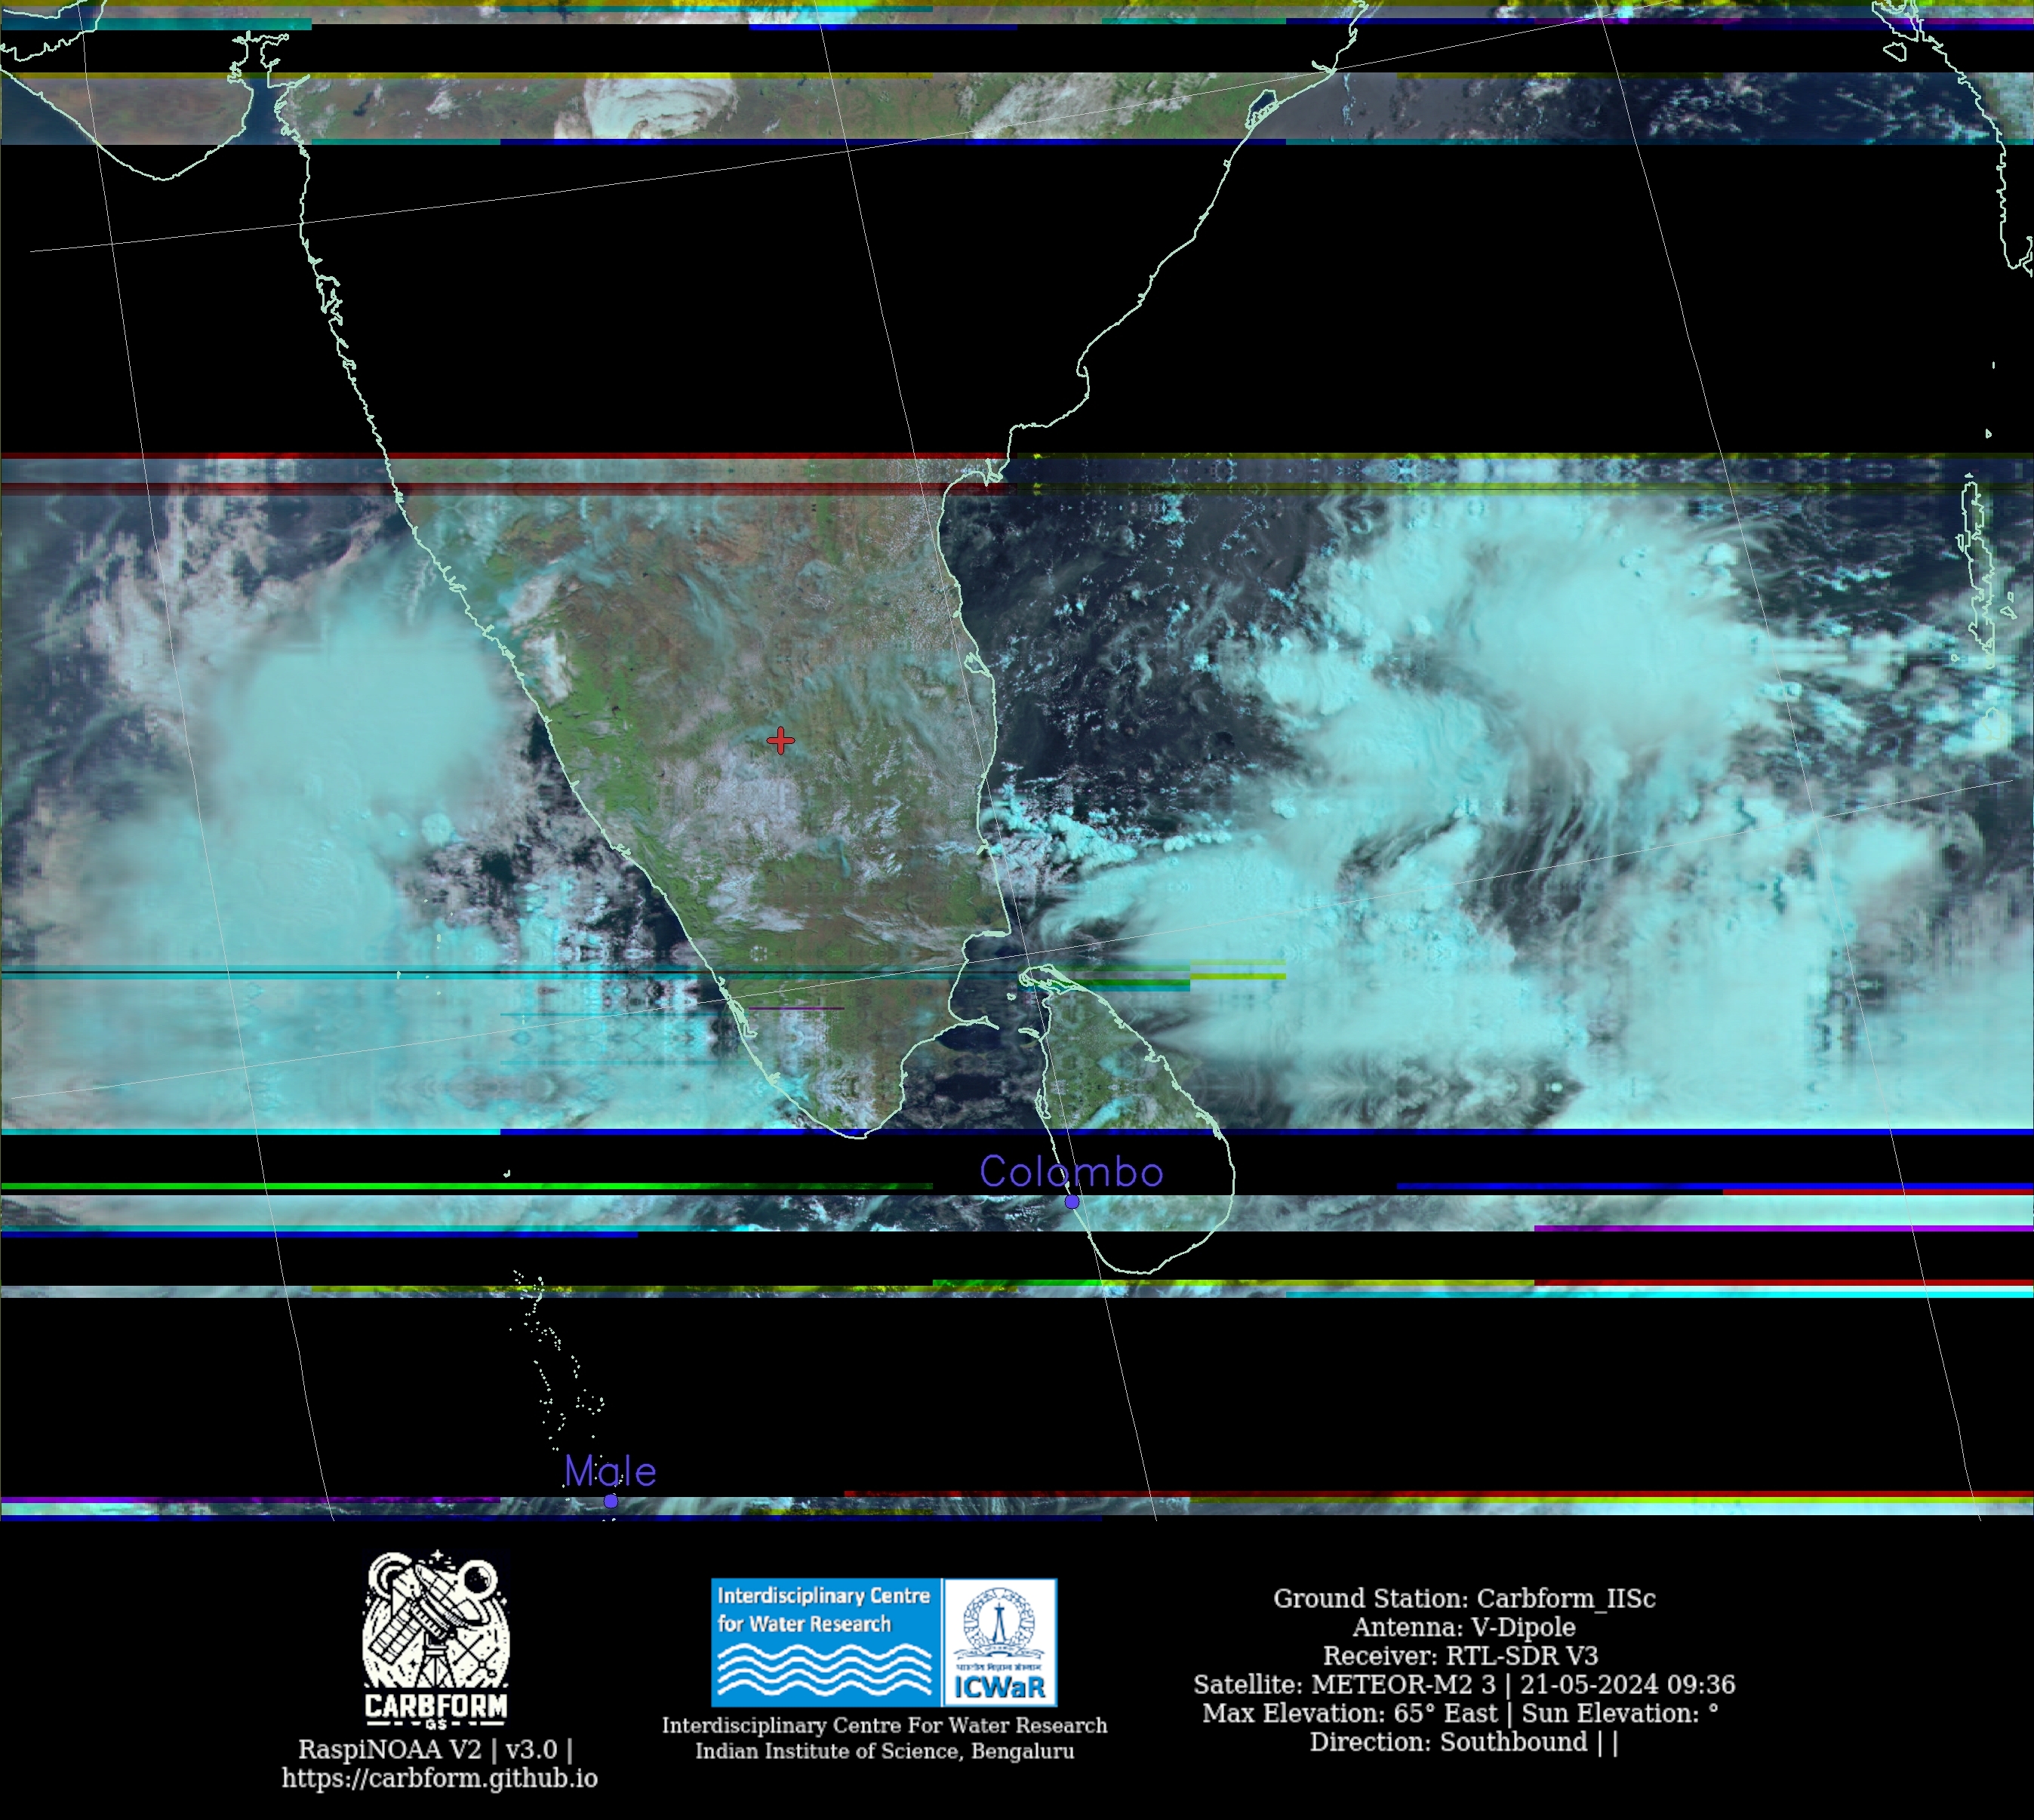 Colombo
Male
CARBFORM
GS
RaspiNOAA V2 | v3.0 |
https://carbform.github.io
Interdisciplinary Centre
for Water Research
भारतीय विज्ञान संस्थान
ICWaR
Interdisciplinary Centre For Water Research
Indian Institute of Science, Bengaluru
Ground Station: Carbform_IISc
Antenna: V-Dipole
Receiver: RTL-SDR V3
Satellite: METEOR-M2 3 | 21-05-2024 09:36
Max Elevation: 65° East | Sun Elevation: °
Direction: Southbound | |